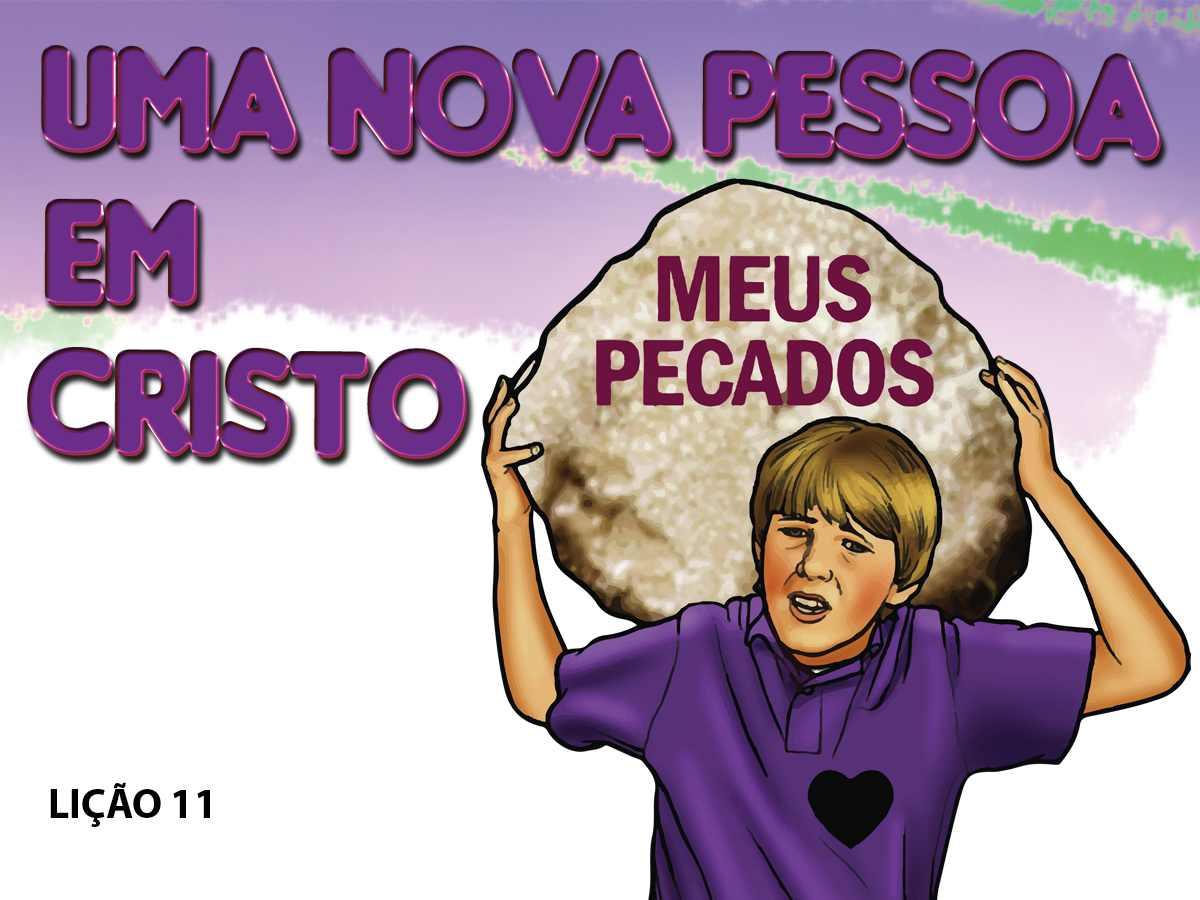 UMA NOVA PESSOA
EM
CRISTO
MEUS
PECADOS
LIÇÃO 11